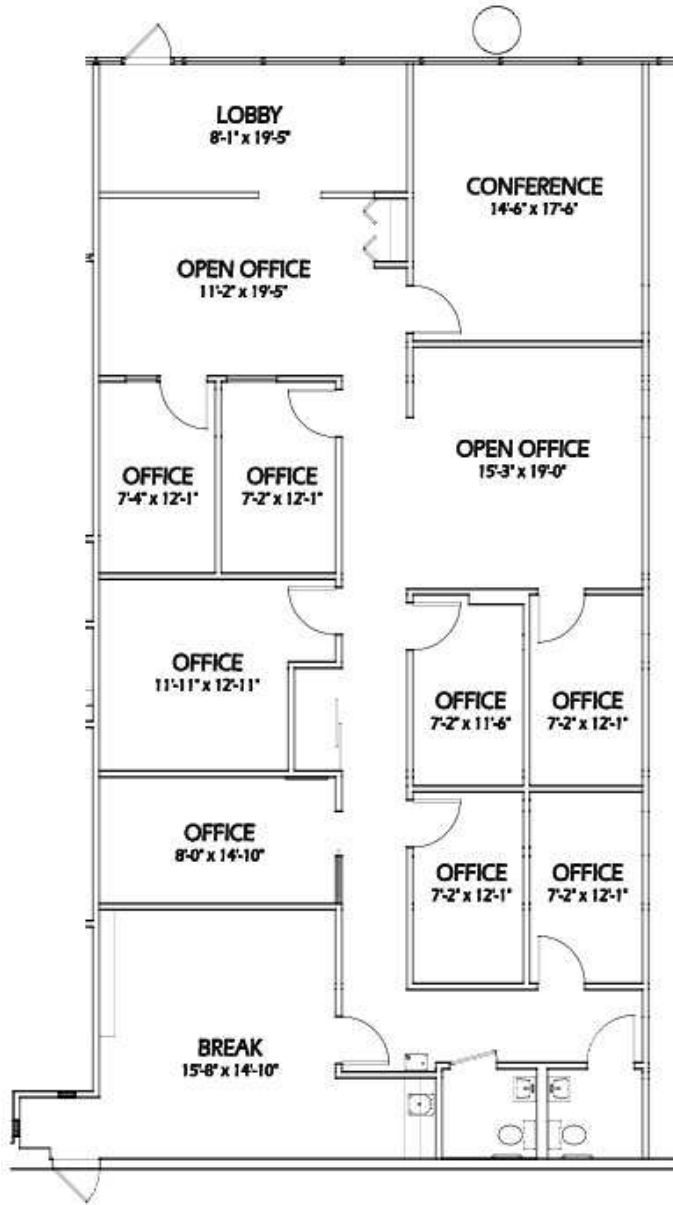 LOBBY
8'-1" x 19'-5"
CONFERENCE
14'-6" x 17'-6"
OPEN OFFICE
11'-2" x 19'-5"
OPEN OFFICE
15'-3" x 19'-0"
OFFICE
7'-4" x 12'-1"
OFFICE
7'-2" x 12'-1"
OFFICE
11'-11" x 12'-11"
OFFICE
7'-2" x 11'-6"
OFFICE
7'-2" x 12'-1"
OFFICE
8'-0" x 14'-10"
OFFICE
7'-2" x 12'-1"
OFFICE
7'-2" x 12'-1"
BREAK
15'-8" x 14'-10"